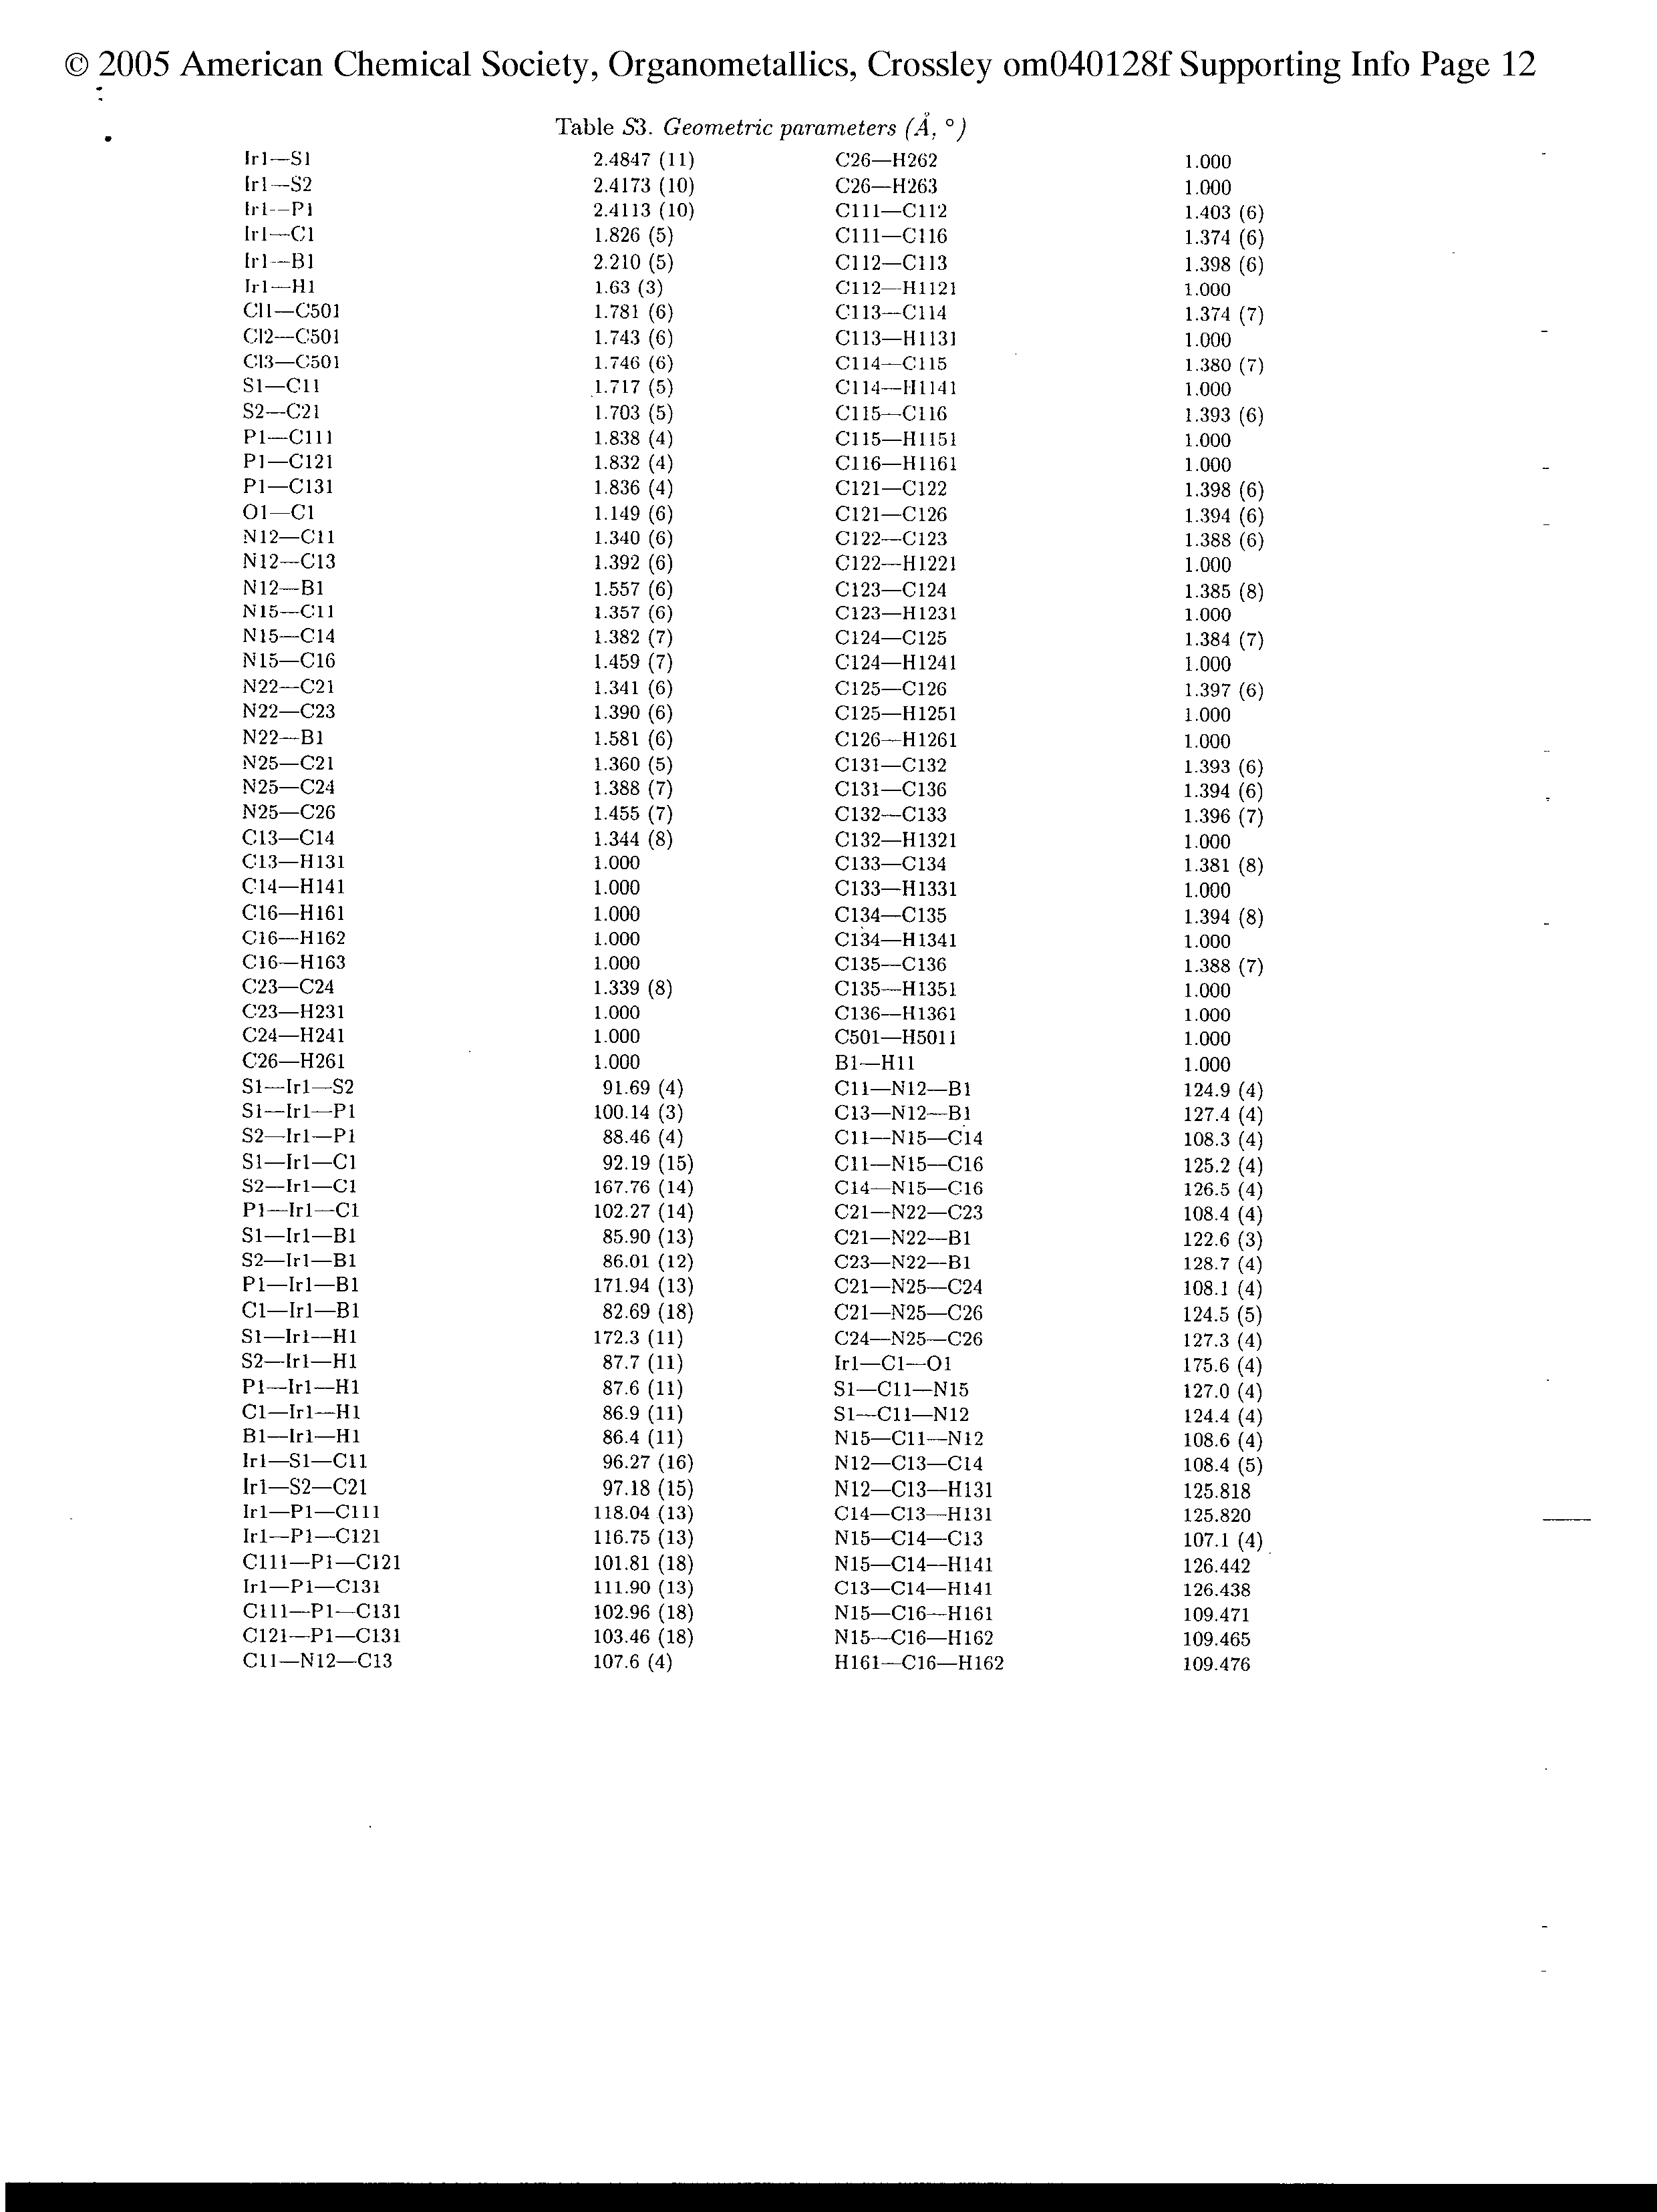 © 2005 American Chemical Society, Organometallics, Crossley om040128f Supporting Info Page 12
Table S3. Geometric parameters (Å, °)
Ir1—S1 2.4847 (11) C26—H262 1.000
Ir1—S2 2.4173 (10) C26—H263 1.000
Ir1—P1 2.4113 (10) C111—C112 1.403 (6)
Ir1—C1 1.826 (5) C111—C116 1.374 (6)
Ir1—B1 2.210 (5) C112—C113 1.398 (6)
Ir1—H1 1.63 (3) C112—H1121 1.000
Cl1—C501 1.781 (6) C113—C114 1.374 (7)
Cl2—C501 1.743 (6) C113—H1131 1.000
Cl3—C501 1.746 (6) C114—C115 1.380 (7)
S1—C11 1.717 (5) C114—H1141 1.000
S2—C21 1.703 (5) C115—C116 1.393 (6)
P1—C111 1.838 (4) C115—H1151 1.000
P1—C121 1.832 (4) C116—H1161 1.000
P1—C131 1.836 (4) C121—C122 1.398 (6)
O1—C1 1.149 (6) C121—C126 1.394 (6)
N12—C11 1.340 (6) C122—C123 1.388 (6)
N12—C13 1.392 (6) C122—H1221 1.000
N12—B1 1.557 (6) C123—C124 1.385 (8)
N15—C11 1.357 (6) C123—H1231 1.000
N15—C14 1.382 (7) C124—C125 1.384 (7)
N15—C16 1.459 (7) C124—H1241 1.000
N22—C21 1.341 (6) C125—C126 1.397 (6)
N22—C23 1.390 (6) C125—H1251 1.000
N22—B1 1.581 (6) C126—H1261 1.000
N25—C21 1.360 (5) C131—C132 1.393 (6)
N25—C24 1.388 (7) C131—C136 1.394 (6)
N25—C26 1.455 (7) C132—C133 1.396 (7)
C13—C14 1.344 (8) C132—H1321 1.000
C13—H131 1.000 C133—C134 1.381 (8)
C14—H141 1.000 C133—H1331 1.000
C16—H161 1.000 C134—C135 1.394 (8)
C16—H162 1.000 C134—H1341 1.000
C16—H163 1.000 C135—C136 1.388 (7)
C23—C24 1.339 (8) C135—H1351 1.000
C23—H231 1.000 C136—H1361 1.000
C24—H241 1.000 C501—H5011 1.000
C26—H261 1.000 B1—H11 1.000
S1—Ir1—S2 91.69 (4) C11—N12—B1 124.9 (4)
S1—Ir1—P1 100.14 (3) C13—N12—B1 127.4 (4)
S2—Ir1—P1 88.46 (4) C11—N15—C14 108.3 (4)
S1—Ir1—C1 92.19 (15) C11—N15—C16 125.2 (4)
S2—Ir1—C1 167.76 (14) C14—N15—C16 126.5 (4)
P1—Ir1—C1 102.27 (14) C21—N22—C23 108.4 (4)
S1—Ir1—B1 85.90 (13) C21—N22—B1 122.6 (3)
S2—Ir1—B1 86.01 (12) C23—N22—B1 128.7 (4)
P1—Ir1—B1 171.94 (13) C21—N25—C24 108.1 (4)
C1—Ir1—B1 82.69 (18) C21—N25—C26 124.5 (5)
S1—Ir1—H1 172.3 (11) C24—N25—C26 127.3 (4)
S2—Ir1—H1 87.7 (11) Ir1—C1—O1 175.6 (4)
P1—Ir1—H1 87.6 (11) S1—C11—N15 127.0 (4)
C1—Ir1—H1 86.9 (11) S1—C11—N12 124.4 (4)
B1—Ir1—H1 86.4 (11) N15—C11—N12 108.6 (4)
Ir1—S1—C11 96.27 (16) N12—C13—C14 108.4 (5)
Ir1—S2—C21 97.18 (15) N12—C13—H131 125.818
Ir1—P1—C111 118.04 (13) C14—C13—H131 125.820
Ir1—P1—C121 116.75 (13) N15—C14—C13 107.1 (4)
C111—P1—C121 101.81 (18) N15—C14—H141 126.442
Ir1—P1—C131 111.90 (13) C13—C14—H141 126.438
C111—P1—C131 102.96 (18) N15—C16—H161 109.471
C121—P1—C131 103.46 (18) N15—C16—H162 109.465
C11—N12—C13 107.6 (4) H161—C16—H162 109.476